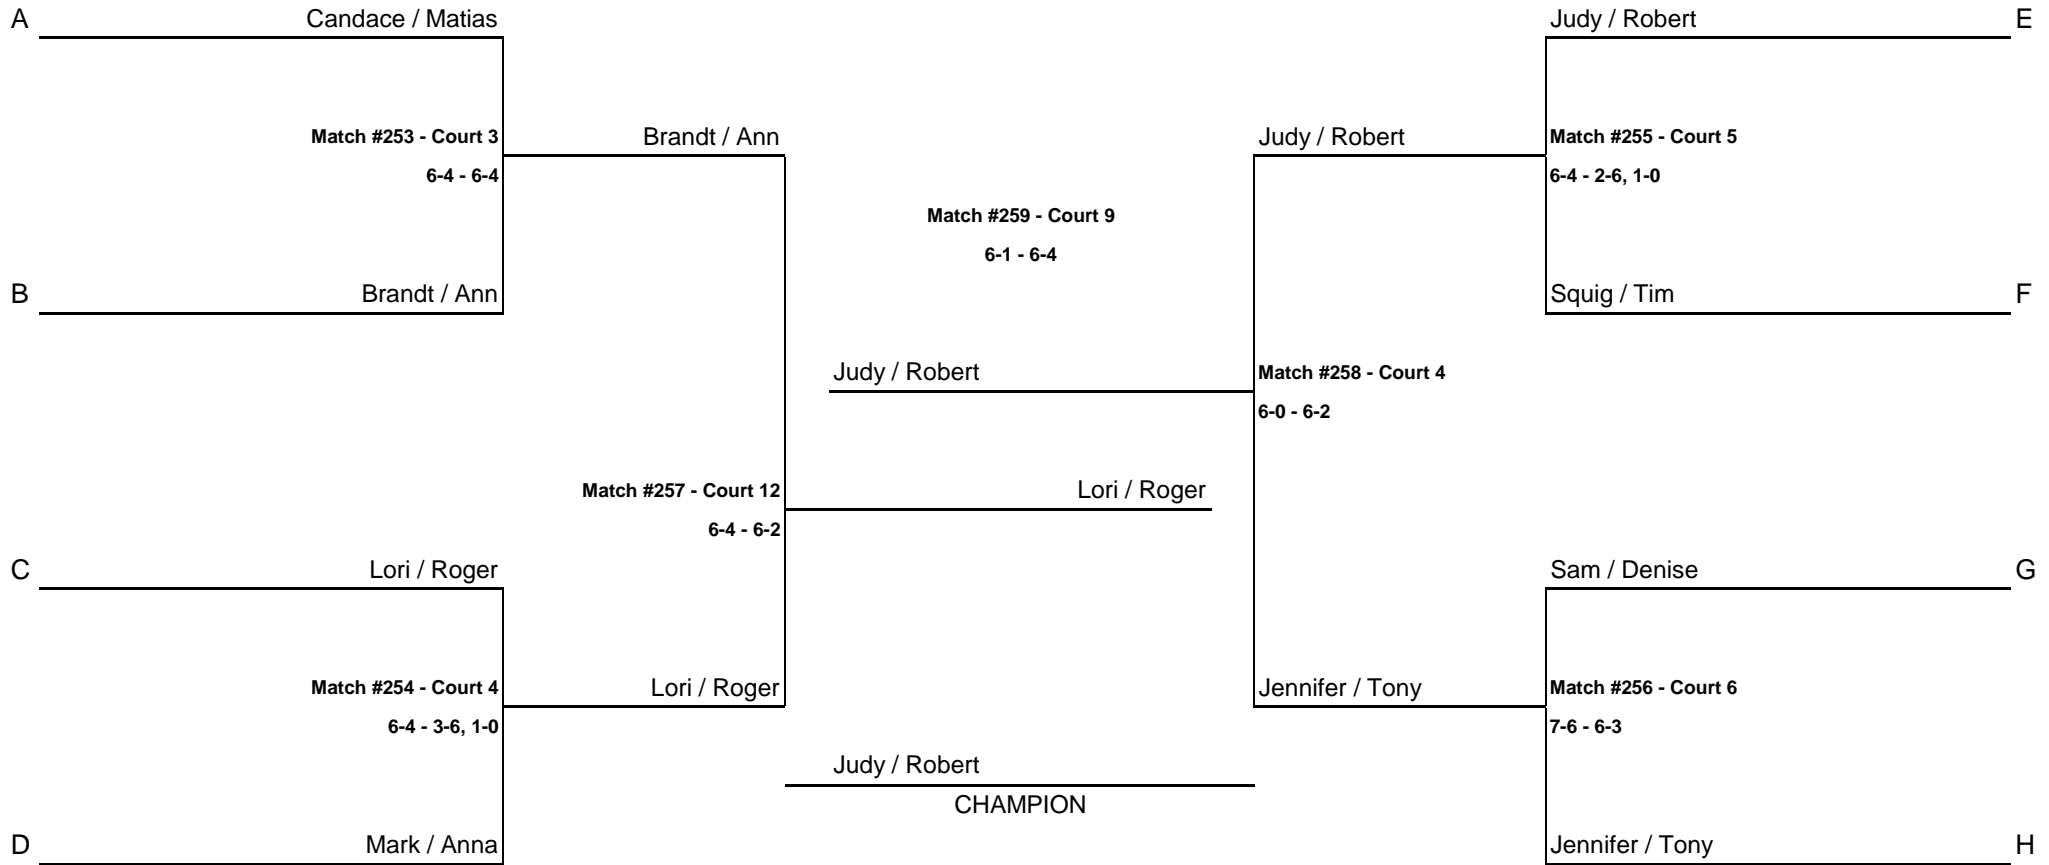 A
Candace / Matias
Judy / Robert
E
Match #253 - Court 3
6-4 - 6-4
Brandt / Ann
Judy / Robert
Match #255 - Court 5
6-4 - 2-6, 1-0
Match #259 - Court 9
6-1 - 6-4
B
Brandt / Ann
Squig / Tim
F
Judy / Robert
Match #258 - Court 4
6-0 - 6-2
Match #257 - Court 12
6-4 - 6-2
Lori / Roger
C
Lori / Roger
Sam / Denise
G
Match #254 - Court 4
6-4 - 3-6, 1-0
Lori / Roger
Jennifer / Tony
Match #256 - Court 6
7-6 - 6-3
Judy / Robert
CHAMPION
D
Mark / Anna
Jennifer / Tony
H